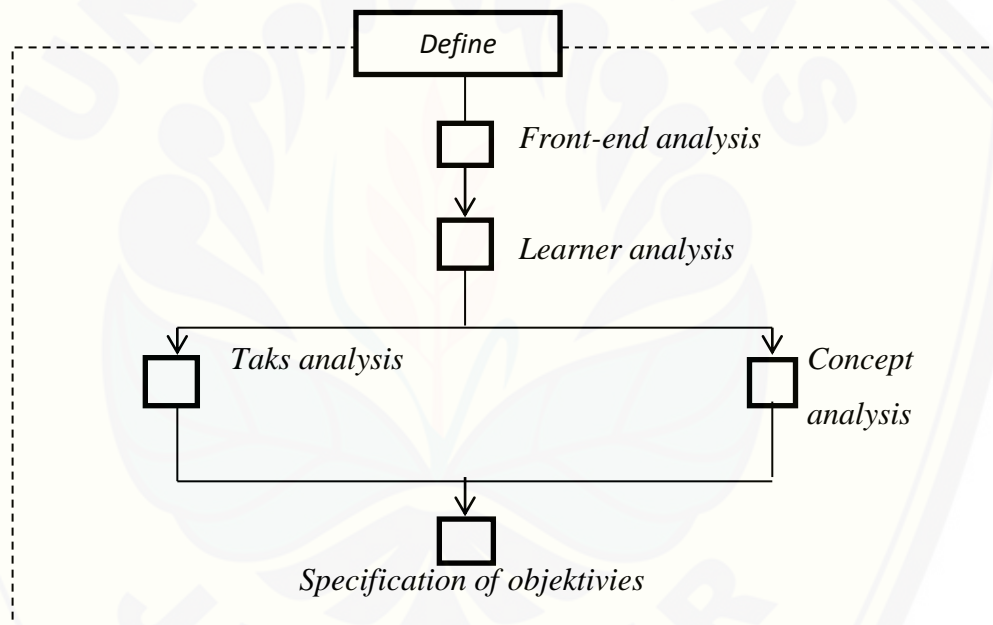 Define
Front-end analysis
Learner analysis
Taks analysis
Concept
analysis
Specification of objektivies